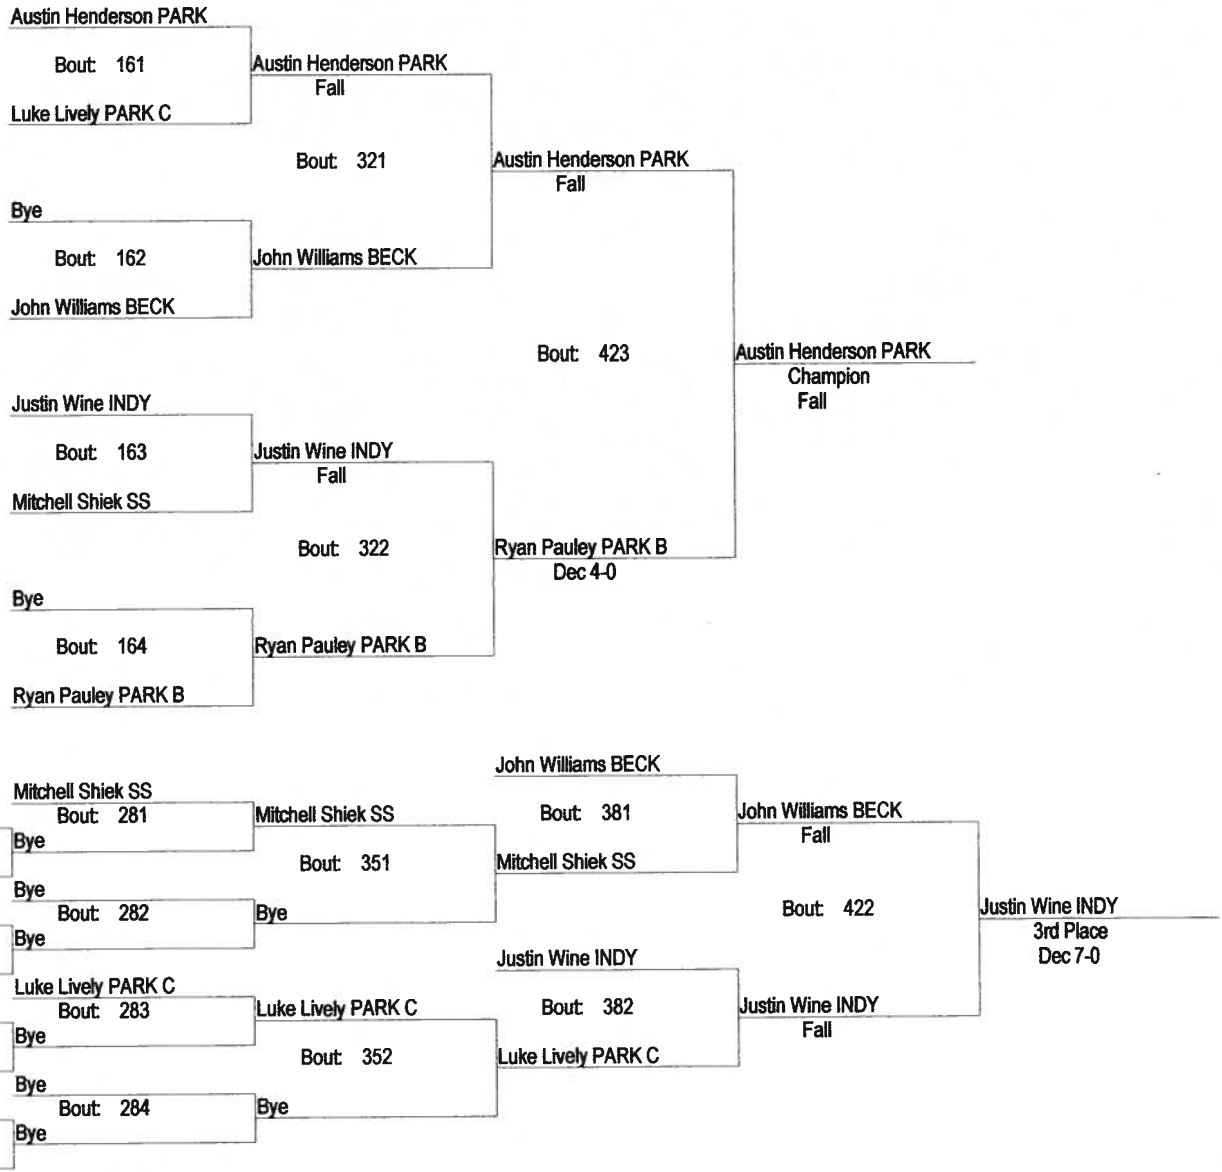 Austin Henderson PARK
Bout: 161
Austin Henderson PARK
Fall
Luke Lively PARK C
Bout: 321
Austin Henderson PARK
Fall
Bye
Bout: 162
John Williams BECK
John Williams BECK
Bout: 423
Austin Henderson PARK
Champion
Fall
Justin Wine INDY
Bout: 163
Justin Wine INDY
Fall
Mitchell Shiek SS
Bout: 322
Ryan Pauley PARK B
Dec 4-0
Bye
Bout: 164
Ryan Pauley PARK B
Ryan Pauley PARK B
John Williams BECK
Mitchell Shiek SS
Bout: 281
Mitchell Shiek SS
Bout: 381
John Williams BECK
Fall
Bye
Bout: 351
Mitchell Shiek SS
Bye
Bout: 282
Bye
Bout: 422
Justin Wine INDY
3rd Place
Dec 7-0
Bye
Justin Wine INDY
Luke Lively PARK C
Bout: 283
Luke Lively PARK C
Bout: 382
Justin Wine INDY
Fall
Bye
Bout: 352
Luke Lively PARK C
Bye
Bout: 284
Bye
Bye